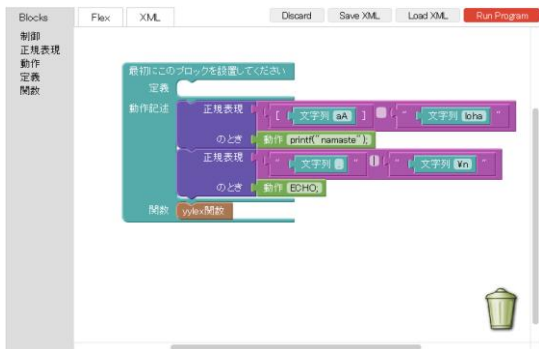 Blocks Flex XML Discard Save XML Load XML Run Program
制御
正規表現
動作
定義
関数
最初にこのブロックを設置してください
定義
動作記述 正規表現 [ 文字列 aA ] " 文字列 loha "
のとき 動作 printf("namaste");
正規表現 " 文字列 " | " 文字列 ¥n "
のとき 動作 ECHO;
関数 yylex関数